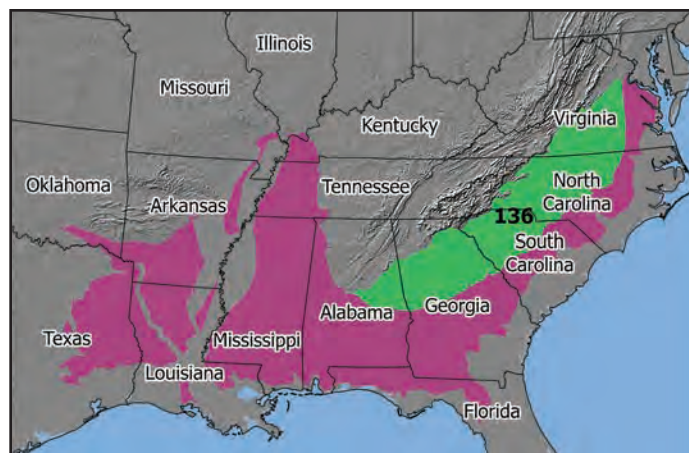 Illinois
Missouri
Kentucky
Virginia
Oklahoma
Arkansas
Tennessee
North
Carolina
136
South
Carolina
Texas
Mississippi
Alabama
Georgia
Louisiana
Florida